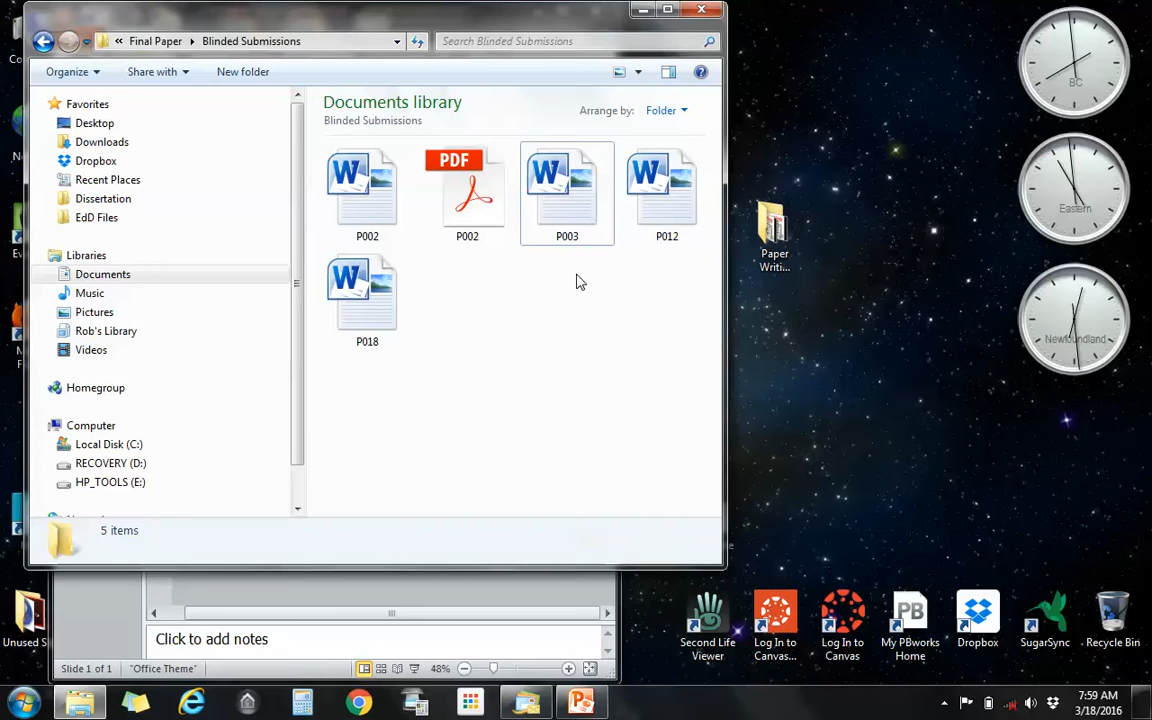 Final Paper
Blinded Submissions
Search Blinded Submissions
Organize
Share with
New folder
Favorites
Desktop
Downloads
Dropbox
Recent Places
Dissertation
EdD Files
Libraries
Documents
Music
Pictures
Rob's Library
Videos
Homegroup
Computer
Local Disk (C:)
RECOVERY (D:)
HP_TOOLS (E:)
Documents library
Blinded Submissions
Arrange by:
Folder
W
PDF
W
W
P002
P002
P003
P012
W
P018
5 items
BC
Eastern
Newfoundland
Paper
Writi...
Click to add notes
Slide 1 of 1
"Office Theme"
48%
Unused S
Second Life
Viewer
Log In to
Canvas...
Log In to
Canvas
PB
My PBworks
Home
Dropbox
SugarSync
Recycle Bin
7:59 AM
3/18/2016